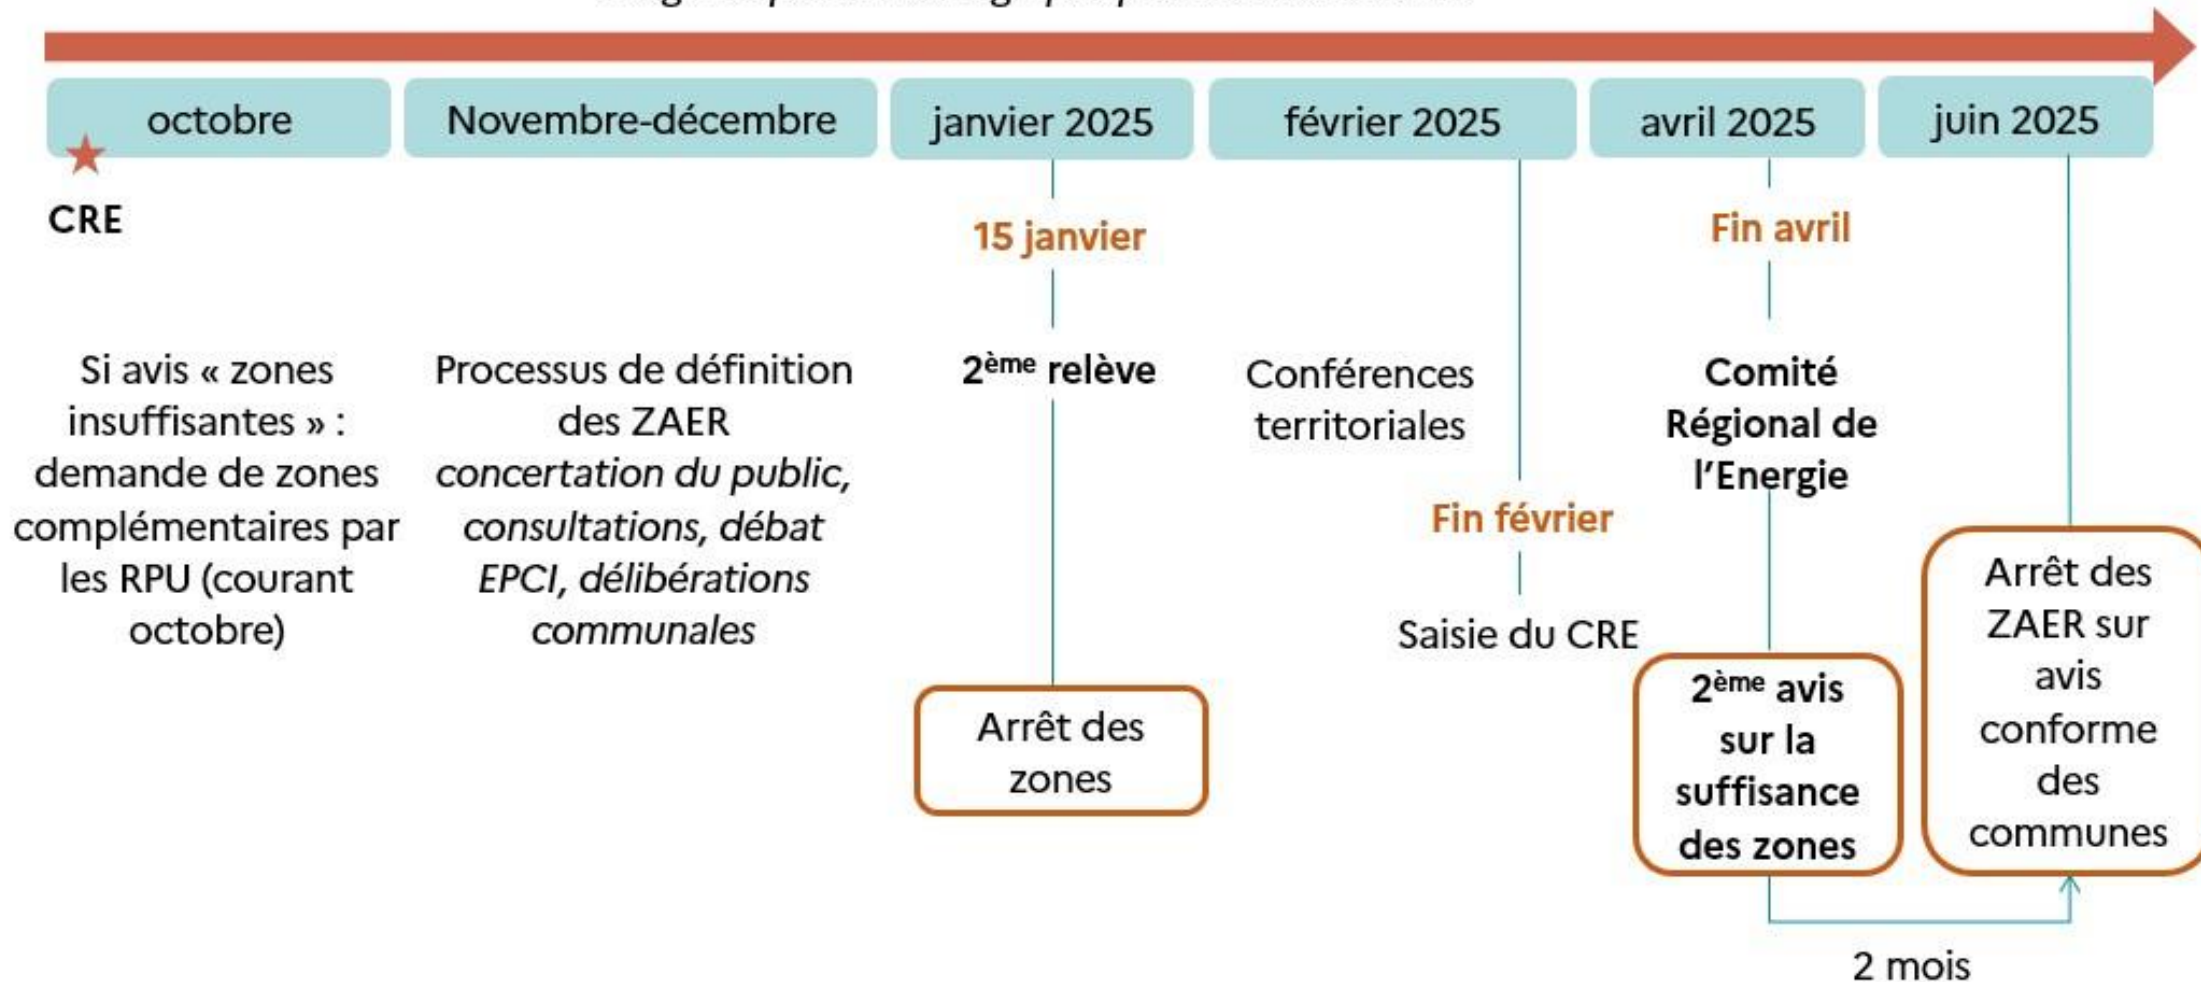 octobre
Novembre-décembre
janvier 2025
février 2025
avril 2025
juin 2025
CRE
15 janvier
Fin avril
Si avis « zones
insuffisantes » :
demande de zones
complémentaires par
les RPU (courant
octobre)
Processus de définition
des ZAER
concertation du public,
consultations, débat
EPCI, délibérations
communales
2ème relève
Arrêt des
zones
Conférences
territoriales
Fin février
Saisie du CRE
Comité
Régional de
l'Energie
2ème avis
sur la
suffisance
des zones
Arrêt des
ZAER sur
avis
conforme
des
communes
2 mois